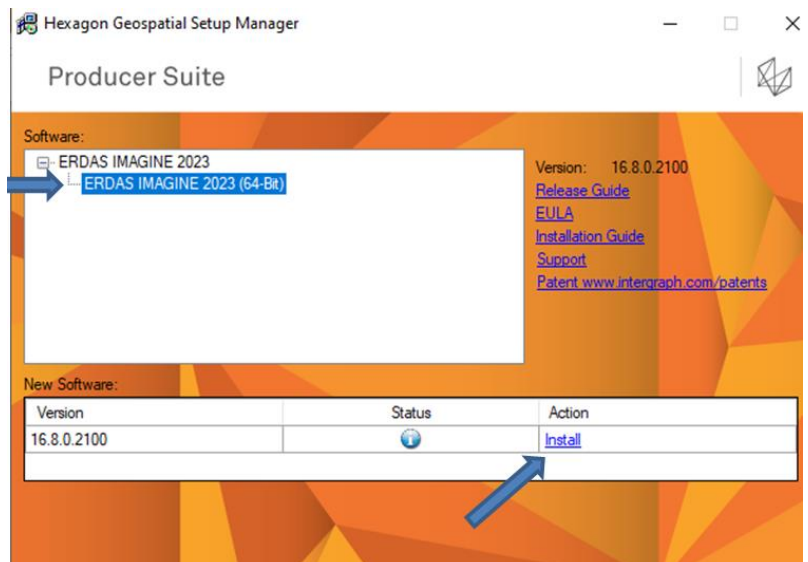 Hexagon Geospatial Setup Manager
Producer Suite
Software:
ERDAS IMAGINE 2023
ERDAS IMAGINE 2023 (64-Bit)
Version: 16.8.0.2100
Release Guide
EULA
Installation Guide
Support
Patent www.intergraph.com/patents
New Software:
Version Status Action
16.8.0.2100 Install